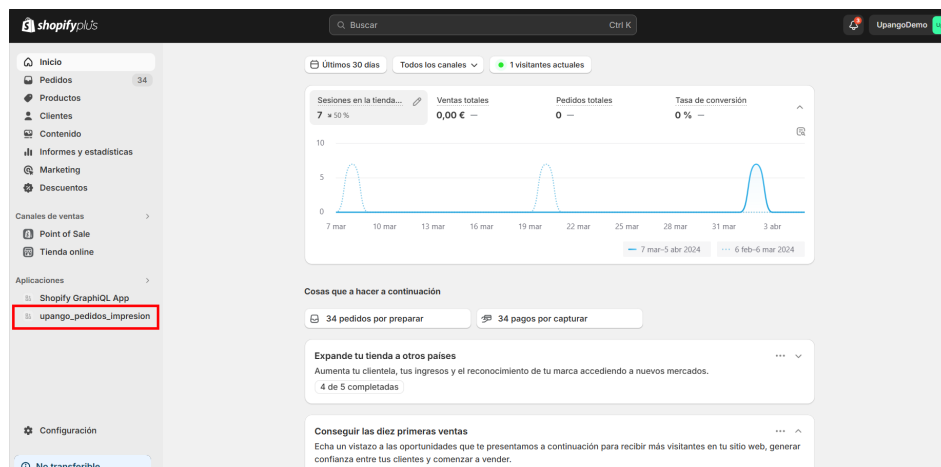 shopifyplus
Buscar
Ctrl K
3
UpangoDemo
Inicio
Pedidos
34
Productos
Clientes
Contenido
Informes y estadísticas
Marketing
Descuentos
Canales de ventas
Point of Sale
Tienda online
Aplicaciones
Shopify GraphiQL App
upango_pedidos_impresion
Configuración
No transferible
Últimos 30 días
Todos los canales
1 visitantes actuales
Sesiones en la tienda...
7
50 %
Ventas totales
0,00 € —
Pedidos totales
0 —
Tasa de conversión
0 % —
10
5
0
7 mar
10 mar
13 mar
16 mar
19 mar
22 mar
25 mar
28 mar
31 mar
3 abr
7 mar–5 abr 2024
6 feb–6 mar 2024
Cosas que a hacer a continuación
34 pedidos por preparar
34 pagos por capturar
Expande tu tienda a otros países
Aumenta tu clientela, tus ingresos y el reconocimiento de tu marca accediendo a nuevos mercados.
4 de 5 completadas
Conseguir las diez primeras ventas
Echa un vistazo a las oportunidades que te presentamos a continuación para recibir más visitantes en tu sitio web, generar
confianza entre tus clientes y comenzar a vender.